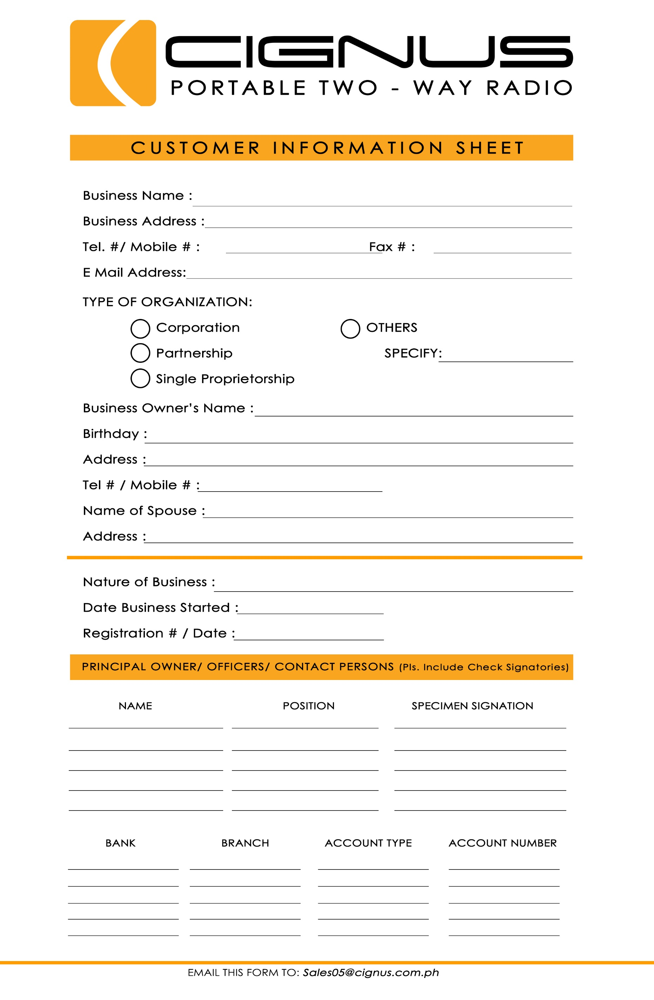 CIGNUS
PORTABLE TWO - WAY RADIO
CUSTOMER INFORMATION SHEET
Business Name :
Business Address :
Tel. #/ Mobile # : Fax # :
E Mail Address:
TYPE OF ORGANIZATION:
Corporation OTHERS
Partnership SPECIFY:
Single Proprietorship
Business Owner's Name :
Birthday :
Address :
Tel # / Mobile # :
Name of Spouse :
Address :
Nature of Business :
Date Business Started :
Registration # / Date :
PRINCIPAL OWNER/ OFFICERS/ CONTACT PERSONS (Pls. Include Check Signatories)
NAME POSITION SPECIMEN SIGNATION
BANK BRANCH ACCOUNT TYPE ACCOUNT NUMBER
EMAIL THIS FORM TO: Sales05@cignus.com.ph